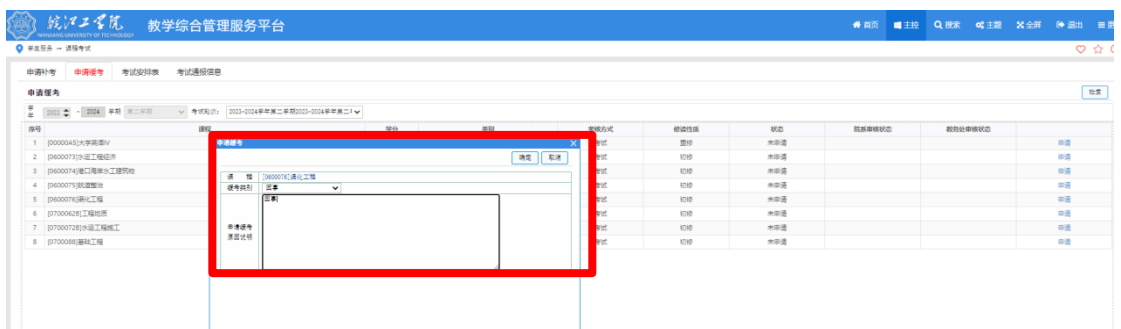 皖江工学院 教学综合管理服务平台 首页 主控 搜索 主题 全屏 退出
WANJIANG UNIVERSITY OF TECHNOLOGY
学生服务 → 课程考试
申请补考 申请缓考 考试安排表 考试通报信息
申请缓考 检索
学年 2023 - 2024 学期 第二学期 考试轮次: 2023-2024学年第二学期2023-2024学年第二
序号 课程 学分 类别 考核方式 修读性质 状态 院系审核状态 教务处审核状态
1 [00000A5]大学英语IV 考试 重修 未申请 申请
2 [0600073]水运工程经济 考试 初修 未申请 申请
3 [0600074]港口海岸水工建筑物 考试 初修 未申请 申请
4 [0600075]航道整治 考试 初修 未申请 申请
5 [0600076]渠化工程 考试 初修 未申请 申请
6 [0700062B]工程地质 考试 初修 未申请 申请
7 [0700072B]水运工程施工 考试 初修 未申请 申请
8 [0700088]基础工程 考试 初修 未申请 申请
申请缓考 X
确定 取消
课 程 [0600076]渠化工程
缓考类别 因事
申请缓考
原因说明
因事